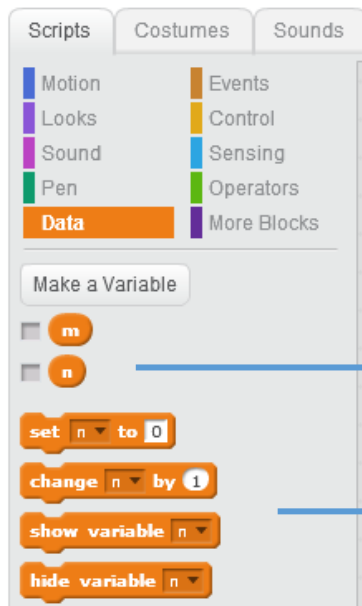 Scripts Costumes Sounds
Motion Events
Looks Control
Sound Sensing
Pen Operators
Data More Blocks
Make a Variable
m
n
set n to 0
change n by 1
show variable n
hide variable n